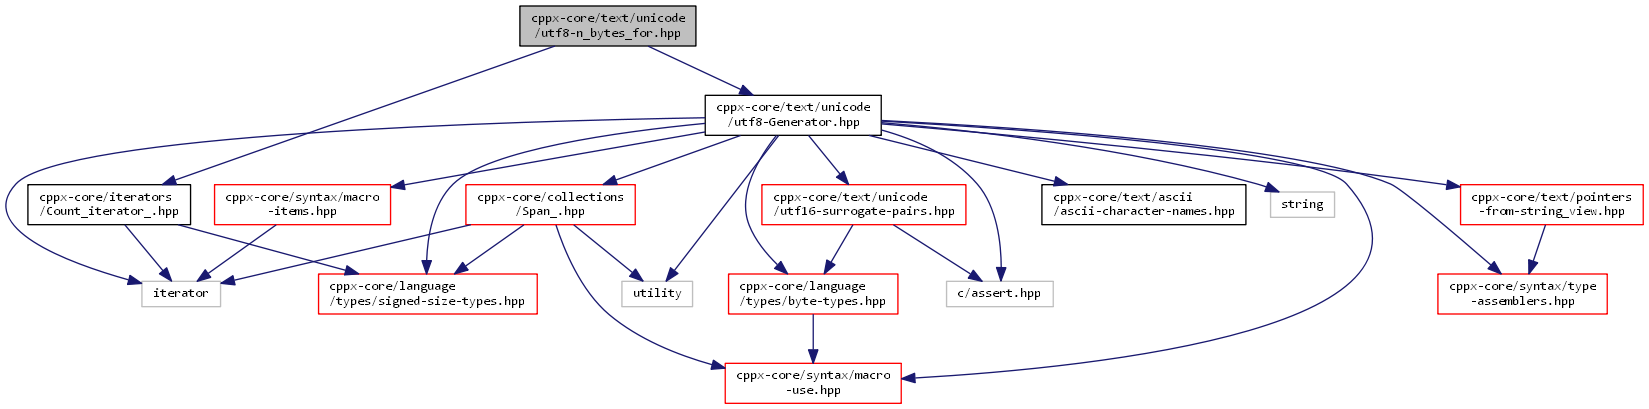 cppx-core/text/unicode
/utf8-n_bytes_for.hpp
cppx-core/text/unicode
/utf8-Generator.hpp
cppx-core/iterators
/Count_iterator_.hpp
cppx-core/syntax/macro
-items.hpp
cppx-core/collections
/Span_.hpp
cppx-core/text/unicode
/utf16-surrogate-pairs.hpp
cppx-core/text/ascii
/ascii-character-names.hpp
string
cppx-core/text/pointers
-from-string_view.hpp
iterator
cppx-core/language
/types/signed-size-types.hpp
utility
cppx-core/language
/types/byte-types.hpp
c/assert.hpp
cppx-core/syntax/type
-assemblers.hpp
cppx-core/syntax/macro
-use.hpp